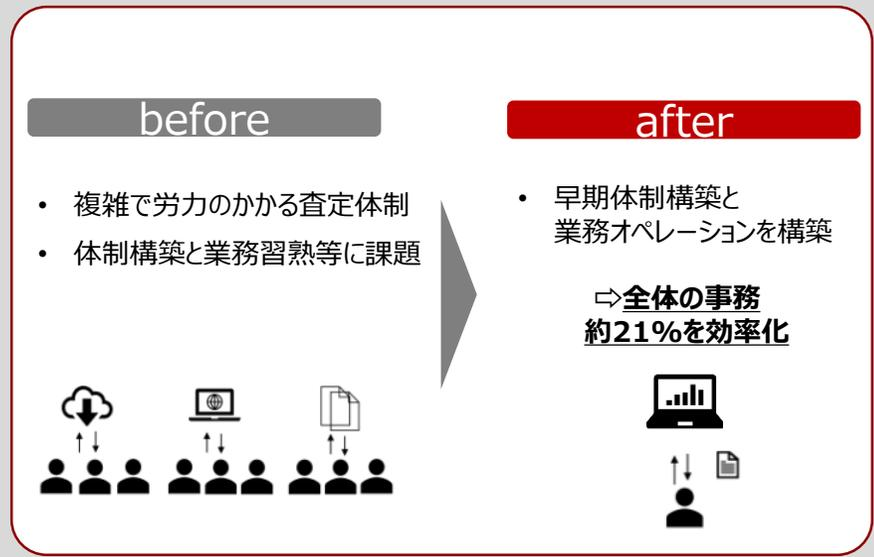 before
• 複雑で労力のかかる査定体制
• 体制構築と業務習熟等に課題
after
• 早期体制構築と
業務オペレーションを構築
⇨全体の事務
約21%を効率化